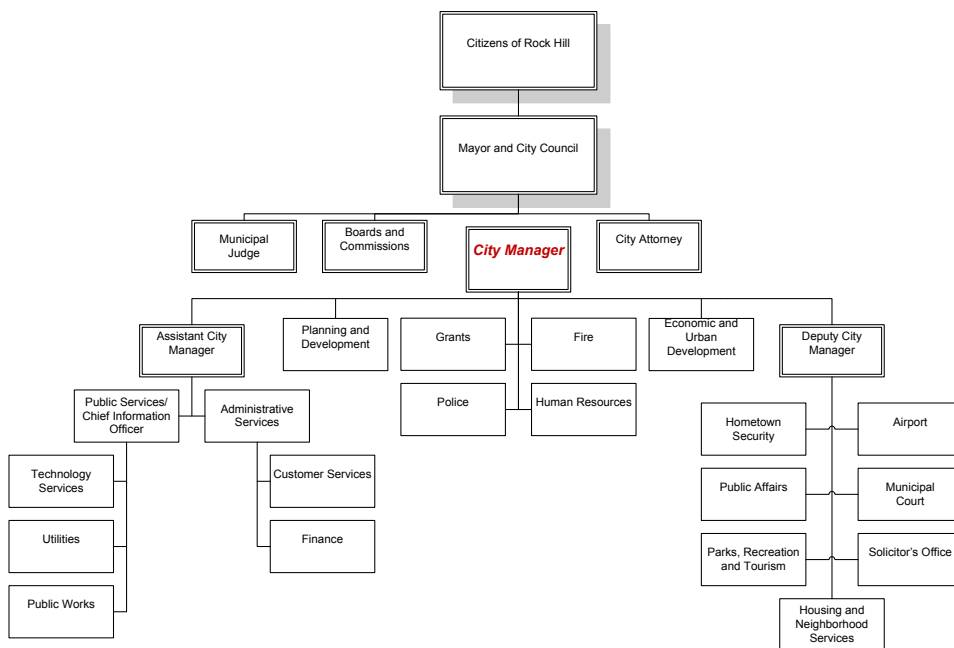 Citizens of Rock Hill
Mayor and City Council
Municipal
Judge
Boards and
Commissions
City Manager
City Attorney
Assistant City
Manager
Planning and
Development
Grants
Fire
Economic and
Urban
Development
Deputy City
Manager
Police
Human Resources
Public Services/
Chief Information
Officer
Administrative
Services
Hometown
Security
Airport
Technology
Services
Customer Services
Public Affairs
Municipal
Court
Utilities
Finance
Parks, Recreation
and Tourism
Solicitor's Office
Public Works
Housing and
Neighborhood
Services